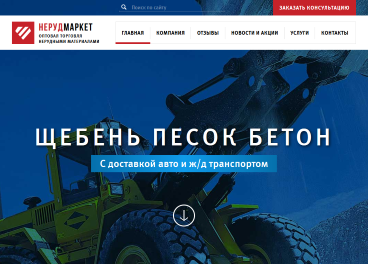 Поиск по сайту
ЗАКАЗАТЬ КОНСУЛЬТАЦИЮ
НЕРУДМАРКЕТ
ОПТОВАЯ ТОРГОВЛЯ
НЕРУДНЫМИ МАТЕРИАЛАМИ
ГЛАВНАЯ КОМПАНИЯ ОТЗЫВЫ НОВОСТИ И АКЦИИ УСЛУГИ КОНТАКТЫ
ЩЕБЕНЬ ПЕСОК БЕТОН
С доставкой авто и ж/д транспортом